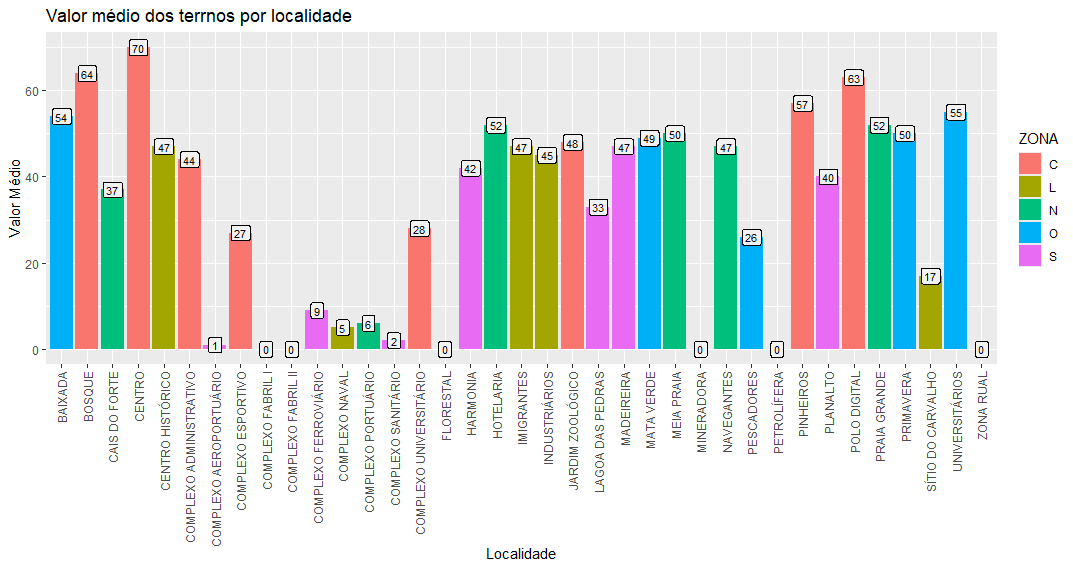 Valor médio dos terrnos por localidade
Valor Médio
60
40
20
0
54
64
37
70
47
44
1
27
0
0
9
5
6
2
28
0
42
52
47
45
48
33
47
49
50
0
47
26
0
57
40
63
52
50
17
55
0
BAIXADA
BOSQUE
CAIS DO FORTE
CENTRO
CENTRO HISTÓRICO
COMPLEXO ADMINISTRATIVO
COMPLEXO AEROPORTUÁRIO
COMPLEXO ESPORTIVO
COMPLEXO FABRIL I
COMPLEXO FABRIL II
COMPLEXO FERROVIÁRIO
COMPLEXO NAVAL
COMPLEXO PORTUÁRIO
COMPLEXO SANITÁRIO
COMPLEXO UNIVERSITÁRIO
FLORESTAL
HARMONIA
HOTELARIA
IMIGRANTES
INDUSTRIÁRIOS
JARDIM ZOOLÓGICO
LAGOA DAS PEDRAS
MADEIREIRA
MATA VERDE
MEIA PRAIA
MINERADORA
NAVEGANTES
PESCADORES
PETROLÍFERA
PINHEIROS
PLANALTO
POLO DIGITAL
PRAIA GRANDE
PRIMAVERA
SÍTIO DO CARVALHO
UNIVERSITÁRIOS
ZONA RUAL
Localidade
ZONA
C
L
N
O
S